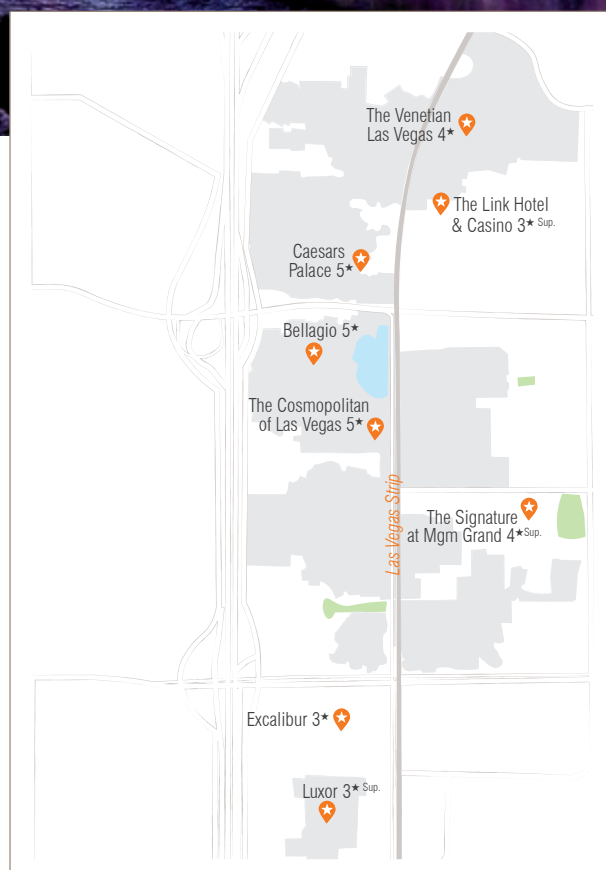 The Venetian
Las Vegas 4★
The Link Hotel
& Casino 3★ Sup.
Caesars
Palace 5★
Bellagio 5★
The Cosmopolitan
of Las Vegas 5★
Las Vegas Strip
The Signature
at Mgm Grand 4★Sup.
Excalibur 3★
Luxor 3★ Sup.